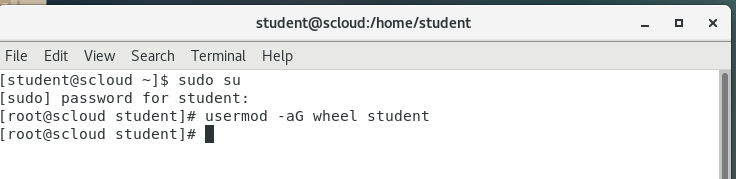 student@scloud:/home/student
File Edit View Search Terminal Help
[student@scloud ~]$ sudo su
[sudo] password for student:
[root@scloud student]# usermod -aG wheel student
[root@scloud student]#